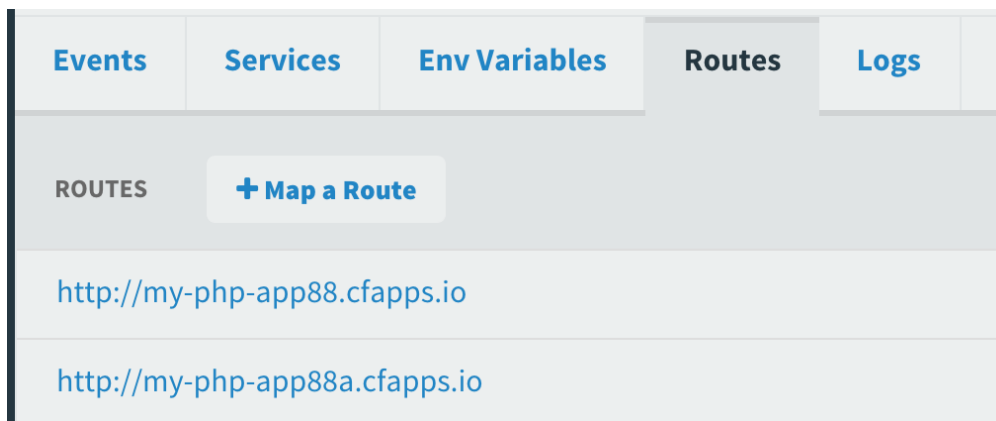 Events Services Env Variables Routes Logs
ROUTES + Map a Route
http://my-php-app88.cfapps.io
http://my-php-app88a.cfapps.io